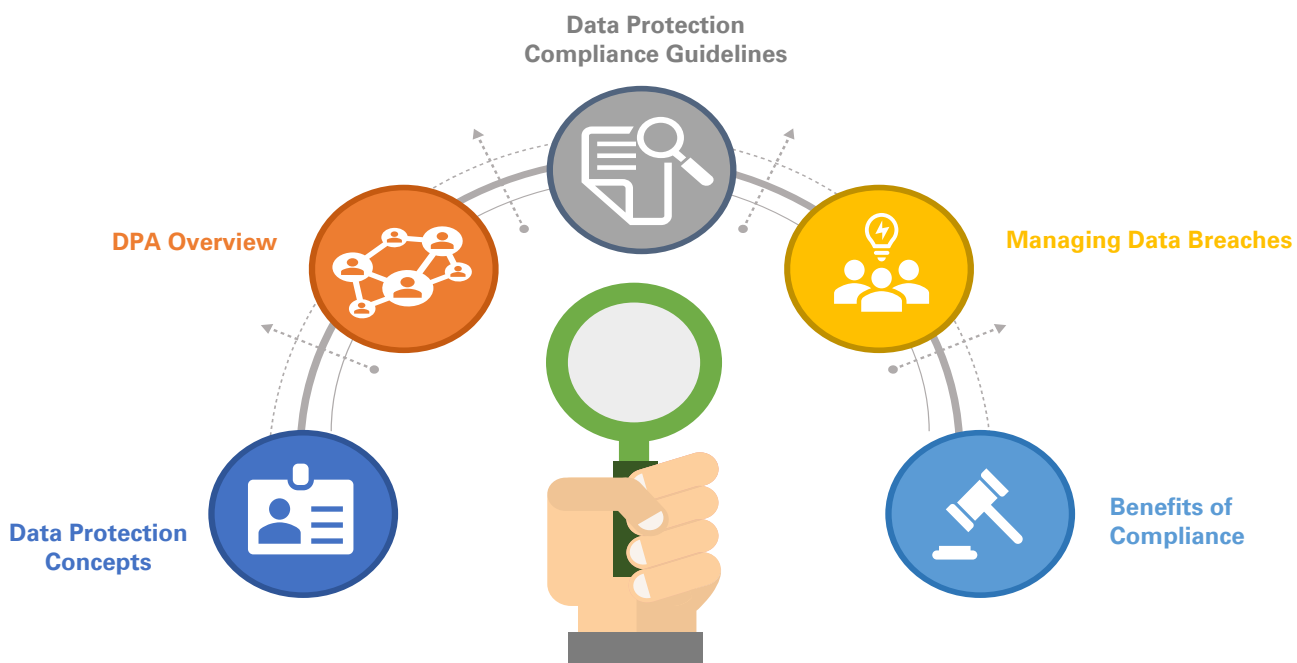 Data Protection
Compliance Guidelines
DPA Overview
Managing Data Breaches
Data Protection
Concepts
Benefits of
Compliance